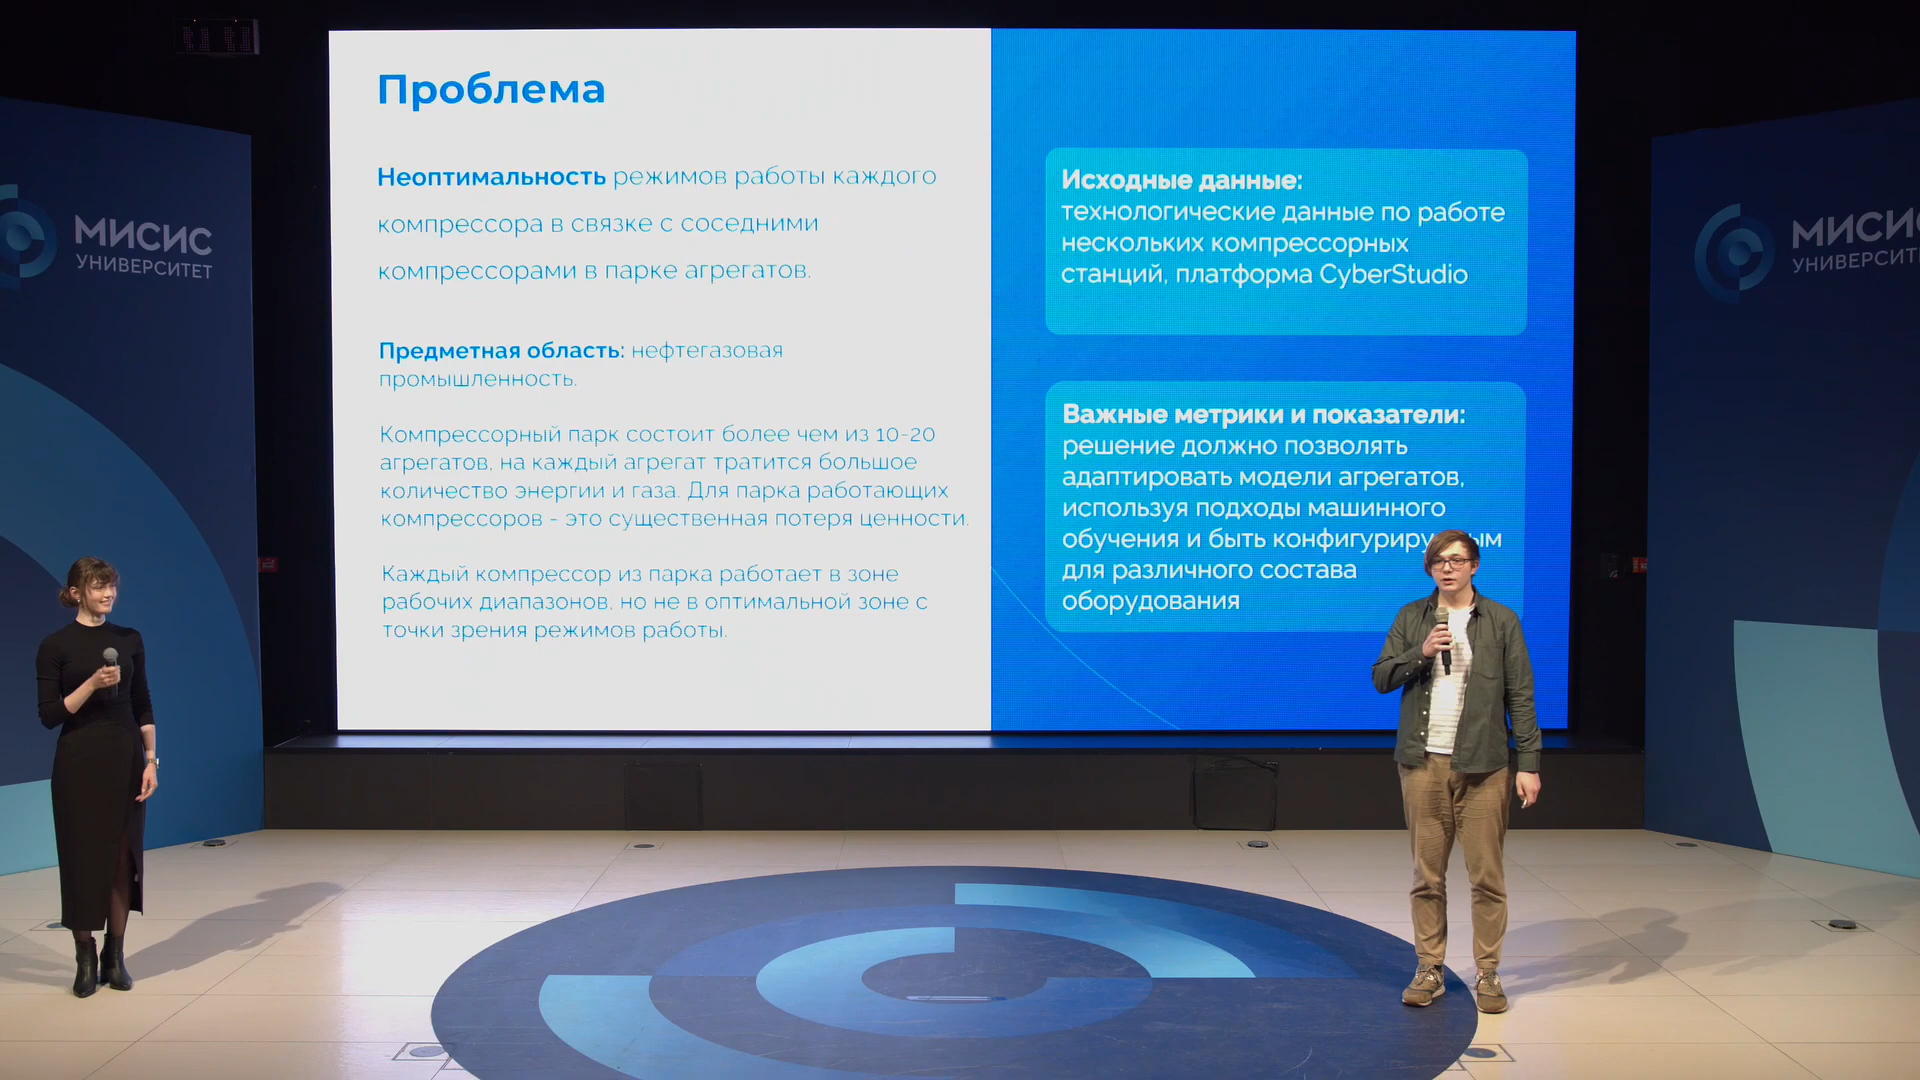 Проблема
Неоптимальность режимов работы каждого
компрессора в связке с соседними
компрессорами в парке агрегатов.
Предметная область: нефтегазовая
промышленность.
Компрессорный парк состоит более чем из 10-20
агрегатов, на каждый агрегат тратится большое
количество энергии и газа. Для парка работающих
компрессоров - это существенная потеря ценности.
Каждый компрессор из парка работает в зоне
рабочих диапазонов, но не в оптимальной зоне с
точки зрения режимов работы.
Исходные данные:
технологические данные по работе
нескольких компрессорных
станций, платформа CyberStudio
Важные метрики и показатели:
решение должно позволять
адаптировать модели агрегатов,
используя подходы машинного
обучения и быть
для различного состава
оборудования
МИСИС
УНИВЕРСИТЕТ